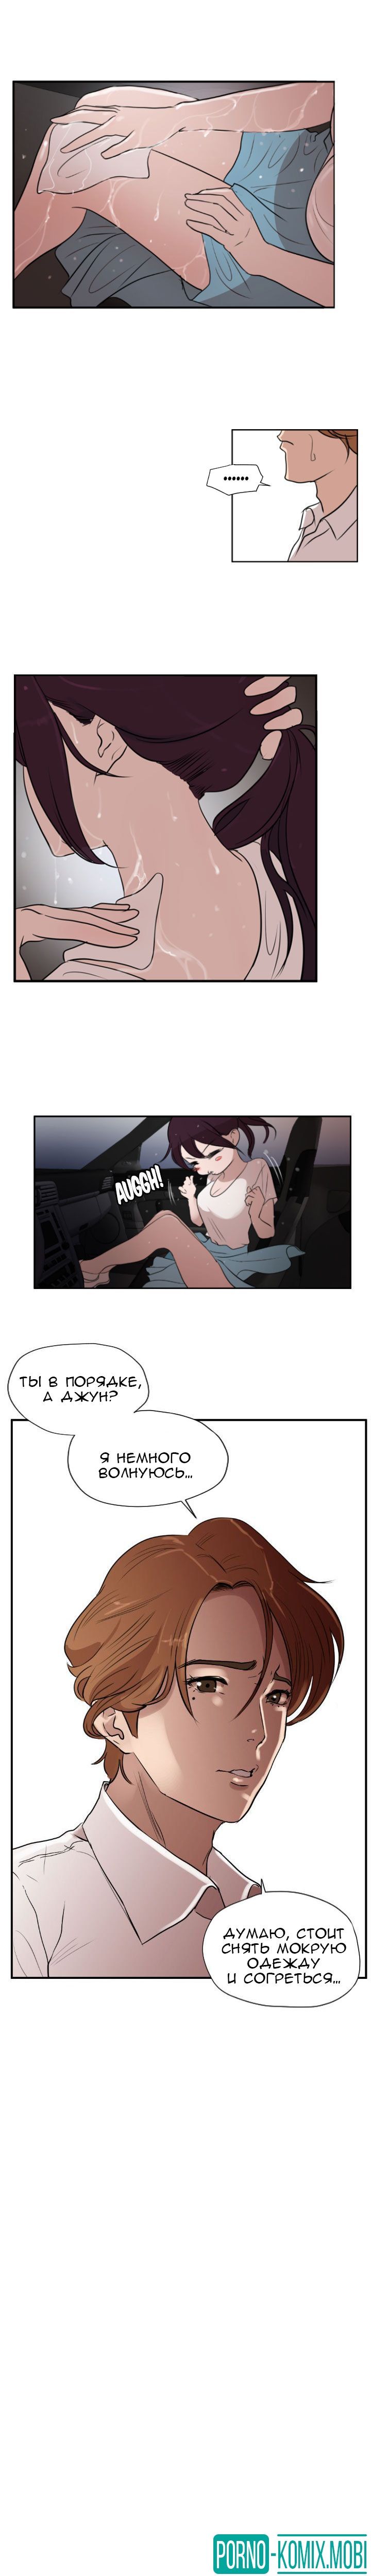 ......
AUGGH!
ТЫ В ПОРЯДКЕ,
А ДЖУН?
Я НЕМНОГО
ВОЛНУЮСЬ...
ДУМАЮ, СТОИТ
СНЯТЬ МОКРУЮ
ОДЕЖДУ
И СОГРЕТЬСЯ...
PORNO-KOMIX.MOBI